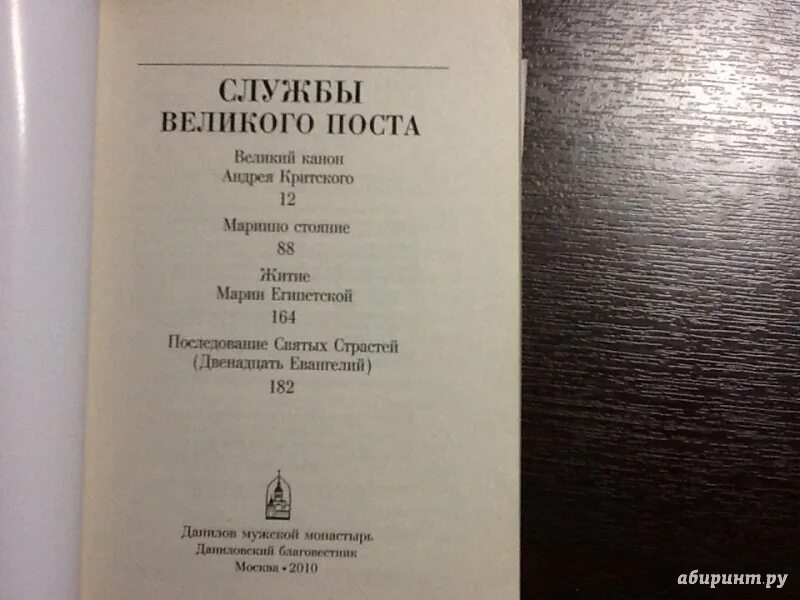 СЛУЖБЫ
ВЕЛИКОГО ПОСТА
Великий канон
Андрея Критского
12
Мариино стояние
88
Житие
Марии Египетской
164
Последование Святых Страстей
(Двенадцать Евангелий)
182
Данилов мужской монастырь
Даниловский благовестник
Москва • 2010
абиринт.ру